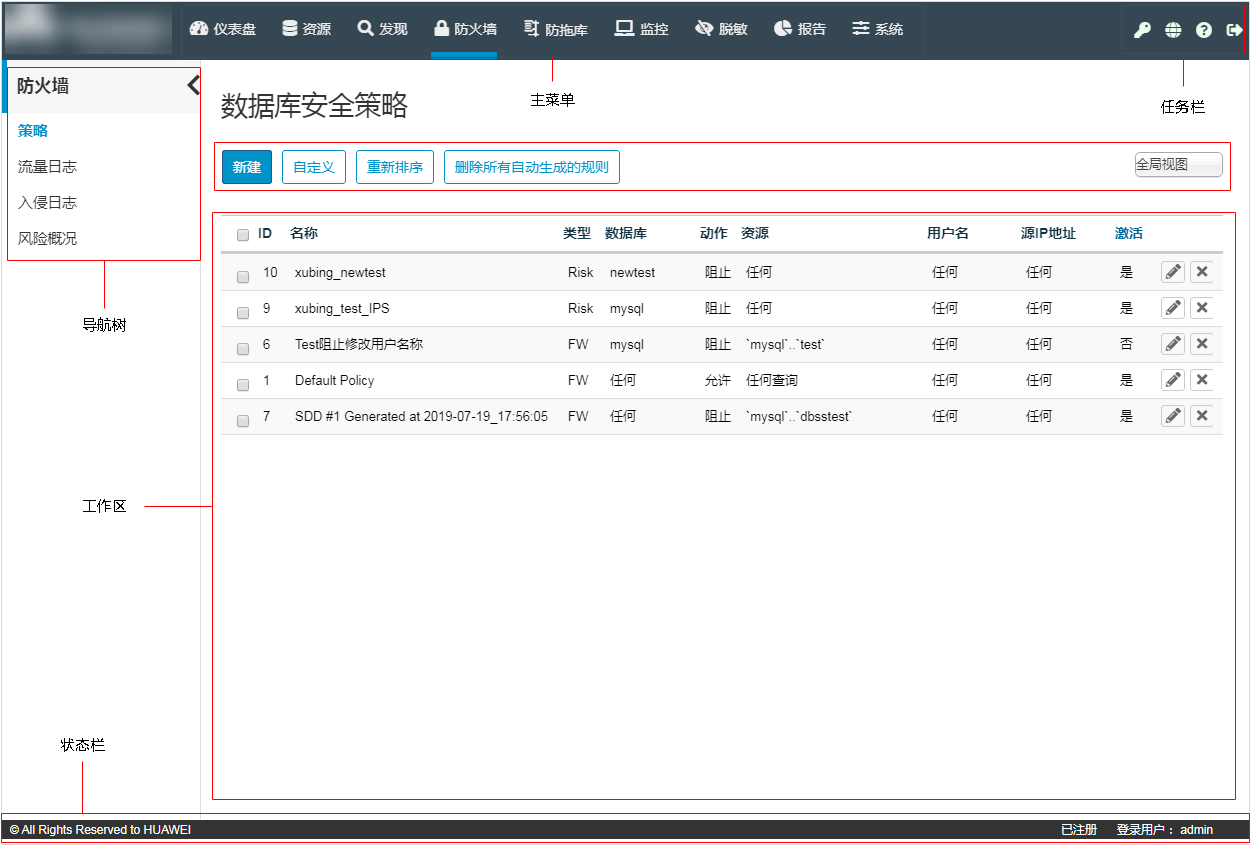 仪表盘 资源 发现 防火墙 防拖库 监控 脱敏 报告 系统
防火墙
主菜单
任务栏
数据库安全策略
策略
流量日志
入侵日志
风险概况
导航树
新建 自定义 重新排序 删除所有自动生成的规则 全局视图
ID 名称 类型 数据库 动作 资源 用户名 源IP地址 激活
10 xubing_newtest Risk newtest 阻止 任何 任何 任何 是
9 xubing_test_IPS Risk mysql 阻止 任何 任何 任何 是
6 Test阻止修改用户名称 FW mysql 阻止 `mysql`..`test` 任何 任何 否
1 Default Policy FW 任何 允许 任何查询 任何 任何 是
7 SDD #1 Generated at 2019-07-19_17:56:05 FW 任何 阻止 `mysql`..`dbsstest` 任何 任何 是
工作区
状态栏
© All Rights Reserved to HUAWEI 已注册 登录用户： admin